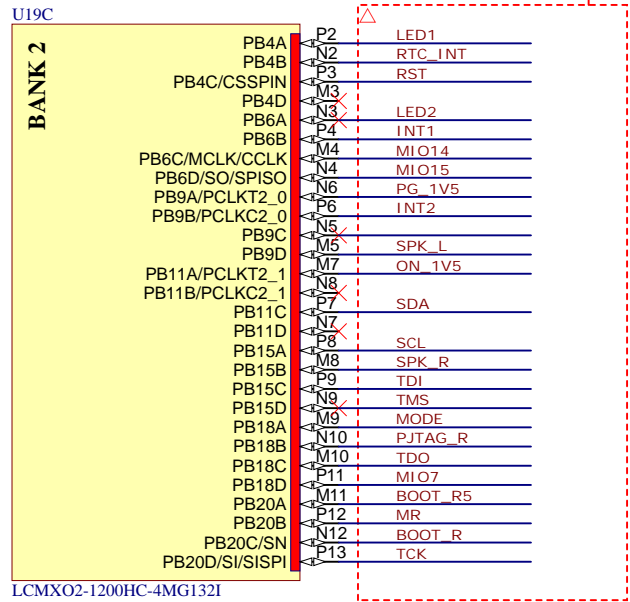 U19C
BANK 2
PB4A P2 LED1
PB4B N2 RTC_INT
PB4C/CSSPIN P3 RST
PB4D M3
PB6A N3 LED2
PB6B P4 INT1
PB6C/MCLK/CCLK M4 MIO14
PB6D/SO/SPISO N4 MIO15
PB9A/PCLKT2_0 N6 PG_1V5
PB9B/PCLKC2_0 P6 INT2
PB9C N5
PB9D M5 SPK_L
PB11A/PCLKT2_1 M7 ON_1V5
PB11B/PCLKC2_1 N8
PB11C P7 SDA
PB11D N7
PB15A P8 SCL
PB15B M8 SPK_R
PB15C P9 TDI
PB15D N9 TMS
PB18A M9 MODE
PB18B N10 PJTAG_R
PB18C M10 TDO
PB18D P11 MIO7
PB20A M11 BOOT_R5
PB20B P12 MR
PB20C/SN N12 BOOT_R
PB20D/SI/SISPI P13 TCK
LCMXO2-1200HC-4MG132I